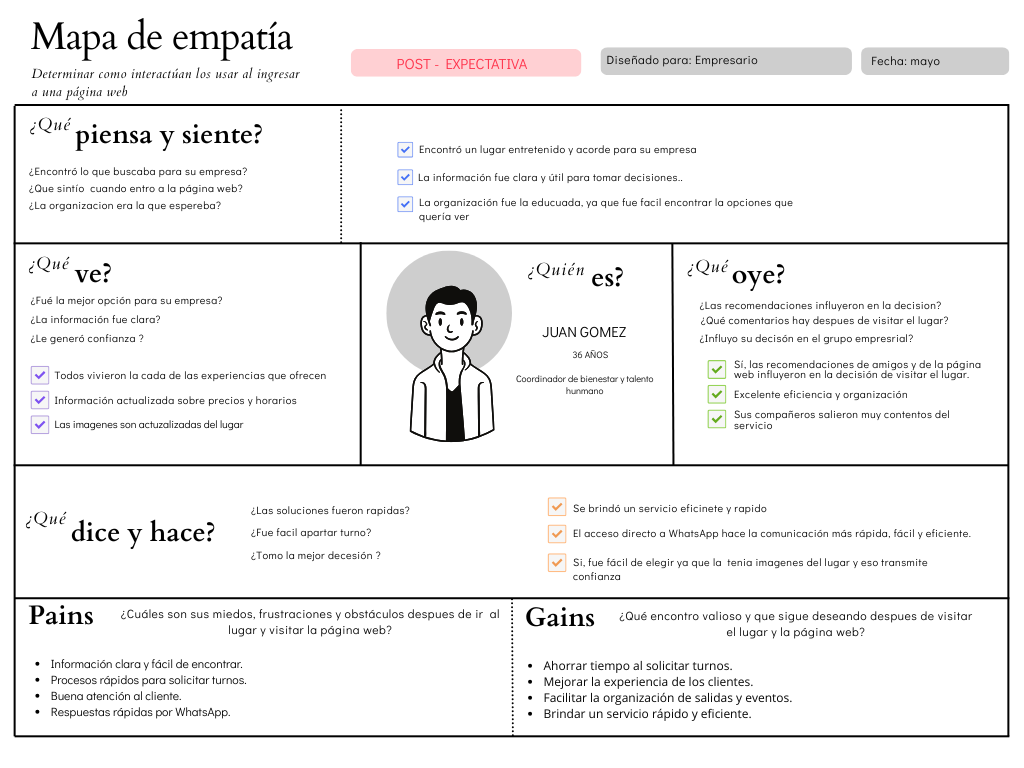 Mapa de empatía
Determinar como interactúan los usar al ingresar
a una página web
POST - EXPECTATIVA
Diseñado para: Empresario
Fecha: mayo
¿Qué piensa y siente?
¿Encontró lo que buscaba para su empresa?
¿Que sintío cuando entro a la página web?
¿La organizacion era la que espereba?
Encontró un lugar entretenido y acorde para su empresa
La información fue clara y útil para tomar decisiones..
La organización fue la educuada, ya que fue facil encontrar la opciones que
quería ver
¿Qué ve?
¿Fué la mejor opción para su empresa?
¿La información fue clara?
¿Le generó confianza ?
Todos vivieron la cada de las experiencias que ofrecen
Información actualizada sobre precios y horarios
Las imagenes son actuzalizadas del lugar
¿Quién es?
JUAN GOMEZ
36 AÑOS
Coordinador de bienestar y talento
hunmano
¿Qué oye?
¿Las recomendaciones influyeron en la decision?
¿Qué comentarios hay despues de visitar el lugar?
¿Influyo su decisón en el grupo empresrial?
Sí, las recomendaciones de amigos y de la página
web influyeron en la decisión de visitar el lugar.
Excelente eficiencia y organización
Sus compañeros salieron muy contentos del
servicio
¿Qué dice y hace?
¿Las soluciones fueron rapidas?
¿Fue facil apartar turno?
¿Tomo la mejor decesión ?
Se brindó un servicio eficinete y rapido
El acceso directo a WhatsApp hace la comunicación más rápida, fácil y eficiente.
Si, fue fácil de elegir ya que la tenia imagenes del lugar y eso transmite
confianza
Pains
¿Cuáles son sus miedos, frustraciones y obstáculos despues de ir al
lugar y visitar la página web?
• Información clara y fácil de encontrar.
• Procesos rápidos para solicitar turnos.
• Buena atención al cliente.
• Respuestas rápidas por WhatsApp.
Gains
¿Qué encontro valioso y que sigue deseando despues de visitar
el lugar y la página web?
• Ahorrar tiempo al solicitar turnos.
• Mejorar la experiencia de los clientes.
• Facilitar la organización de salidas y eventos.
• Brindar un servicio rápido y eficiente.